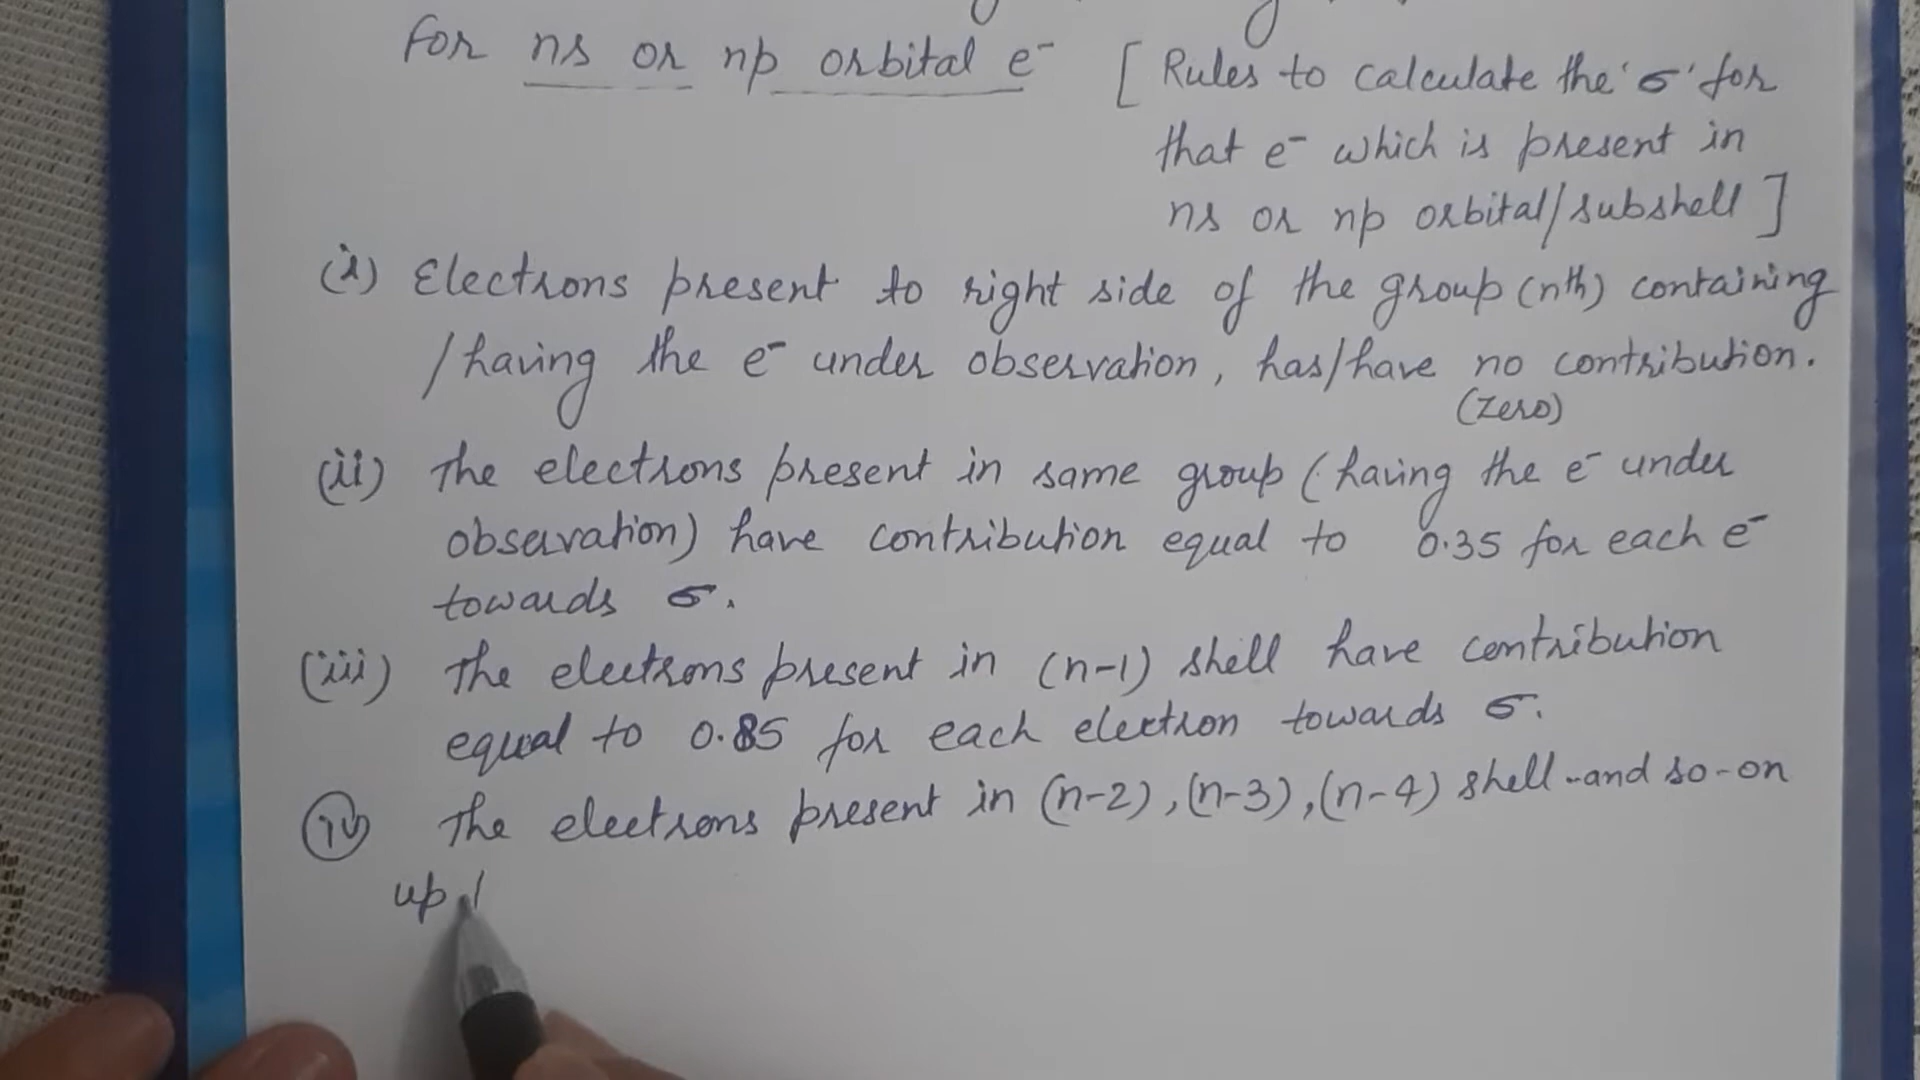 For ns or np orbital e⁻ [Rules to calculate the 'σ' for
that e⁻ which is present in
ns or np orbital/subshell]
(i) Electrons present to right side of the group (nth) containing
/having the e⁻ under observation, has/have no contribution.
(Zero)
(ii) The electrons present in same group (having the e⁻ under
observation) have contribution equal to 0.35 for each e⁻
towards σ.
(iii) The electrons present in (n-1) shell have contribution
equal to 0.85 for each electron towards σ.
(iv) The electrons present in (n-2), (n-3), (n-4) shell and so-on
up